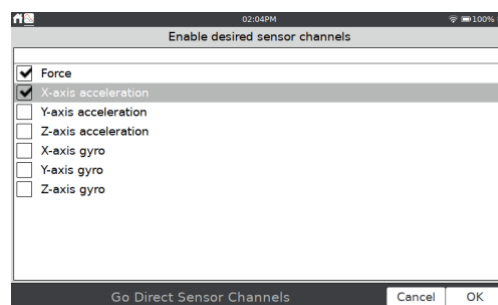 02:04PM 100%
Enable desired sensor channels
Force
X-axis acceleration
Y-axis acceleration
Z-axis acceleration
X-axis gyro
Y-axis gyro
Z-axis gyro
Go Direct Sensor Channels Cancel OK